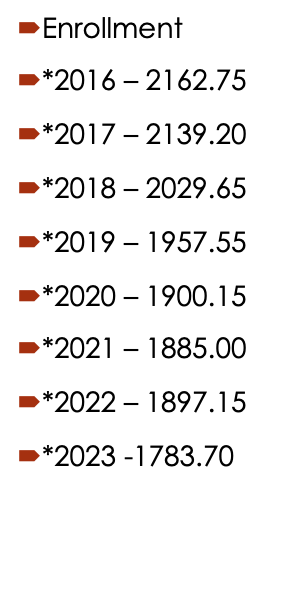 Enrollment
*2016 – 2162.75
*2017 – 2139.20
*2018 – 2029.65
*2019 – 1957.55
*2020 – 1900.15
*2021 – 1885.00
*2022 – 1897.15
*2023 -1783.70